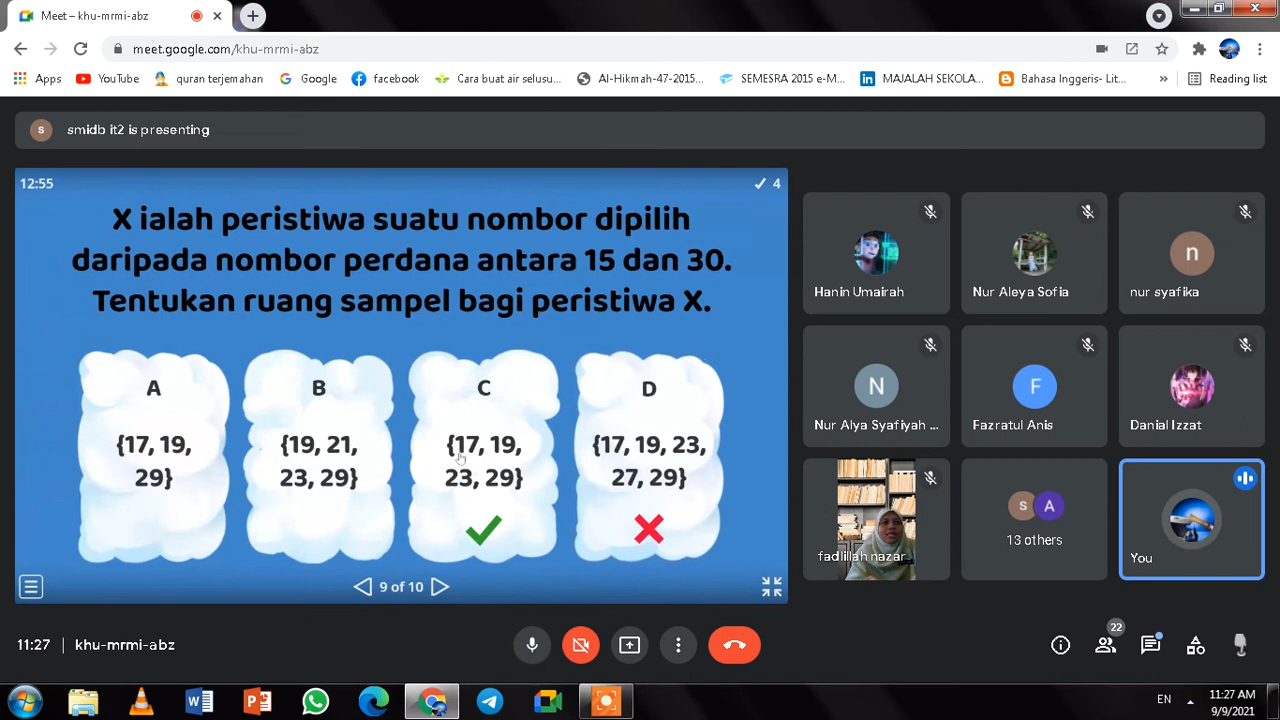 Meet – khu-mrmi-abz
meet.google.com/khu-mrmi-abz
Apps YouTube quran terjemahan Google facebook Cara buat air selusu... Al-Hikmah-47-2015... SEMESRA 2015 e-M... MAJALAH SEKOLA... Bahasa Inggeris- Lit... » Reading list
s smidb it2 is presenting
12:55 ✓ 4
X ialah peristiwa suatu nombor dipilih
daripada nombor perdana antara 15 dan 30.
Tentukan ruang sampel bagi peristiwa X.
A B C D
{17, 19, {19, 21, {17, 19, {17, 19, 23,
29} 23, 29} 23, 29} 27, 29}
9 of 10
n
Hanin Umairah Nur Aleya Sofia nur syafika
N F
Nur Alya Syafiyah ... Fazratul Anis Danial Izzat
s A
13 others
fadlillah nazar You
11:27 | khu-mrmi-abz
22
EN 11:27 AM
9/9/2021